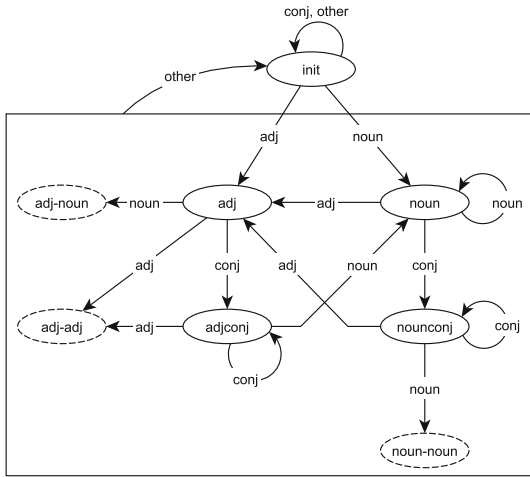 conj, other
init
other
adj
noun
adj-noun
noun
adj
adj
noun
noun
adj
conj
adj
noun
conj
adj-adj
adj
adjconj
nounconj
conj
conj
noun
noun-noun